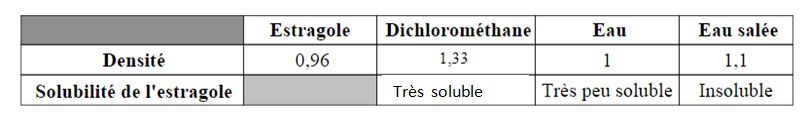 Estragole Dichlorométhane Eau Eau salée
Densité 0,96 1,33 1 1,1
Solubilité de l'estragole Très soluble Très peu soluble Insoluble